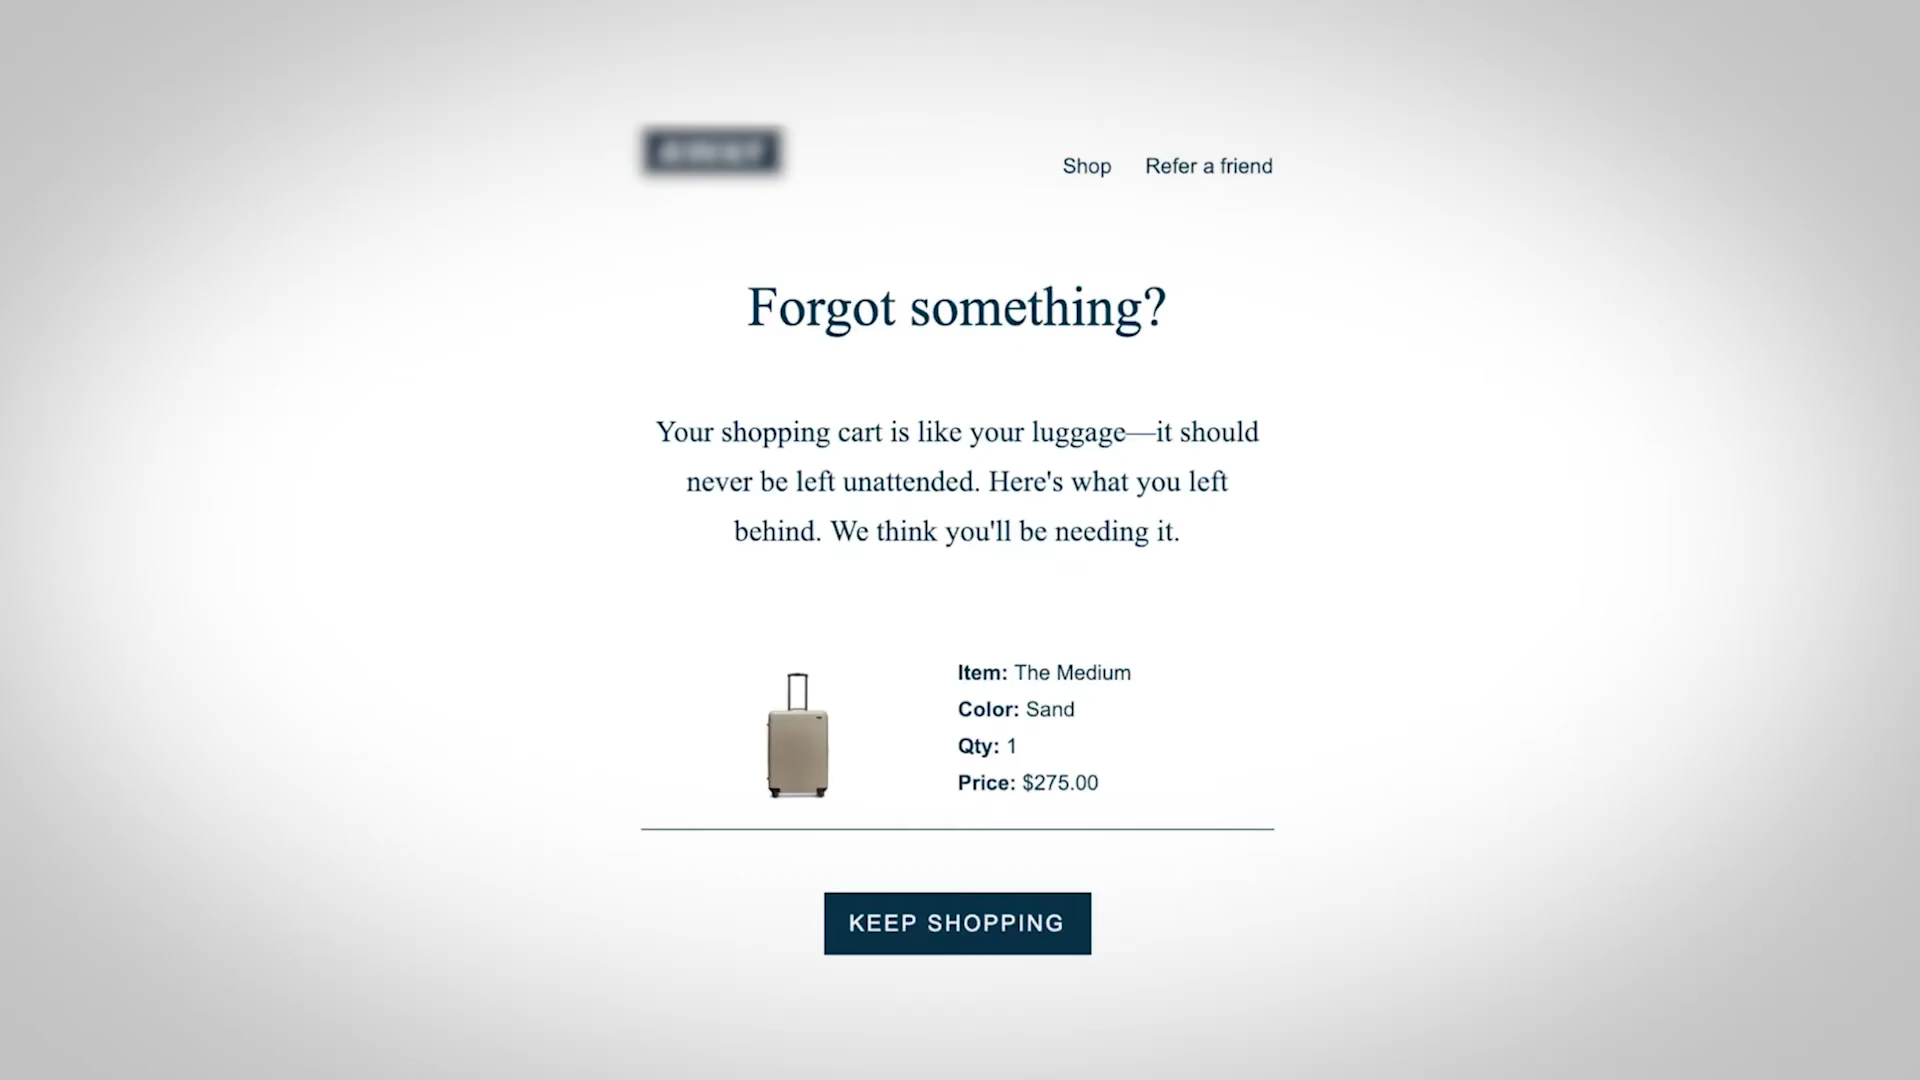 Shop
Refer a friend
Forgot something?
Your shopping cart is like your luggage—it should
never be left unattended. Here's what you left
behind. We think you'll be needing it.
Item: The Medium
Color: Sand
Qty: 1
Price: $275.00
KEEP SHOPPING